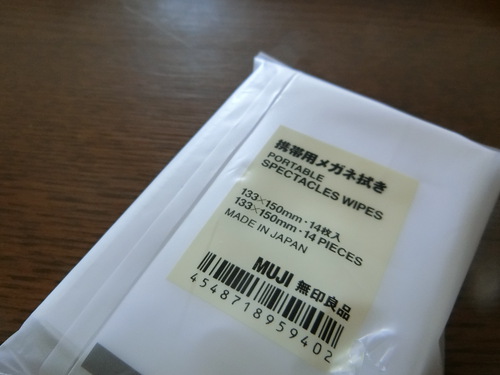 携帯用メガネ拭き
PORTABLE
SPECTACLES WIPES
133×150mm・14枚入
133×150mm・14 PIECES
MADE IN JAPAN
MUJI 無印良品
4548718959402